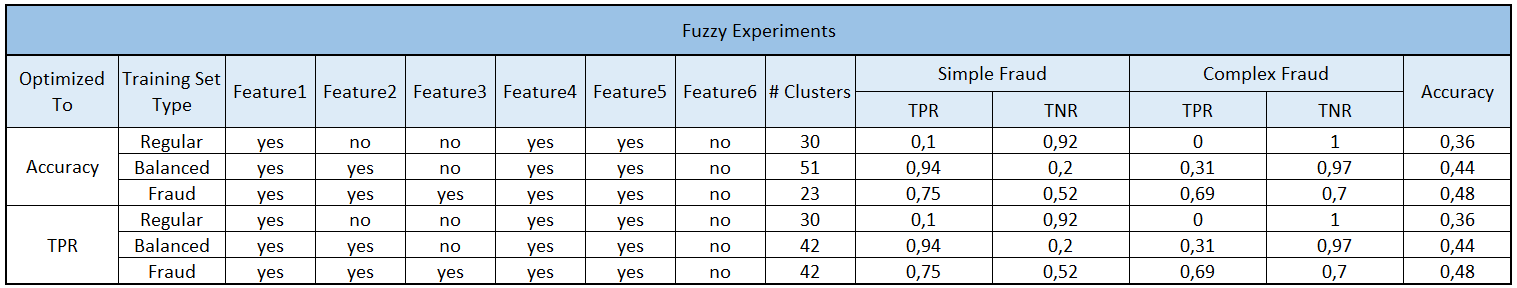 Fuzzy Experiments
Optimized To Training Set Type Feature1 Feature2 Feature3 Feature4 Feature5 Feature6 # Clusters Simple Fraud Complex Fraud Accuracy
TPR TNR TPR TNR
Accuracy Regular yes no no yes yes no 30 0,1 0,92 0 1 0,36
Balanced yes yes no yes yes no 51 0,94 0,2 0,31 0,97 0,44
Fraud yes yes yes yes yes no 23 0,75 0,52 0,69 0,7 0,48
TPR Regular yes no no yes yes no 30 0,1 0,92 0 1 0,36
Balanced yes yes no yes yes no 42 0,94 0,2 0,31 0,97 0,44
Fraud yes yes yes yes yes no 42 0,75 0,52 0,69 0,7 0,48